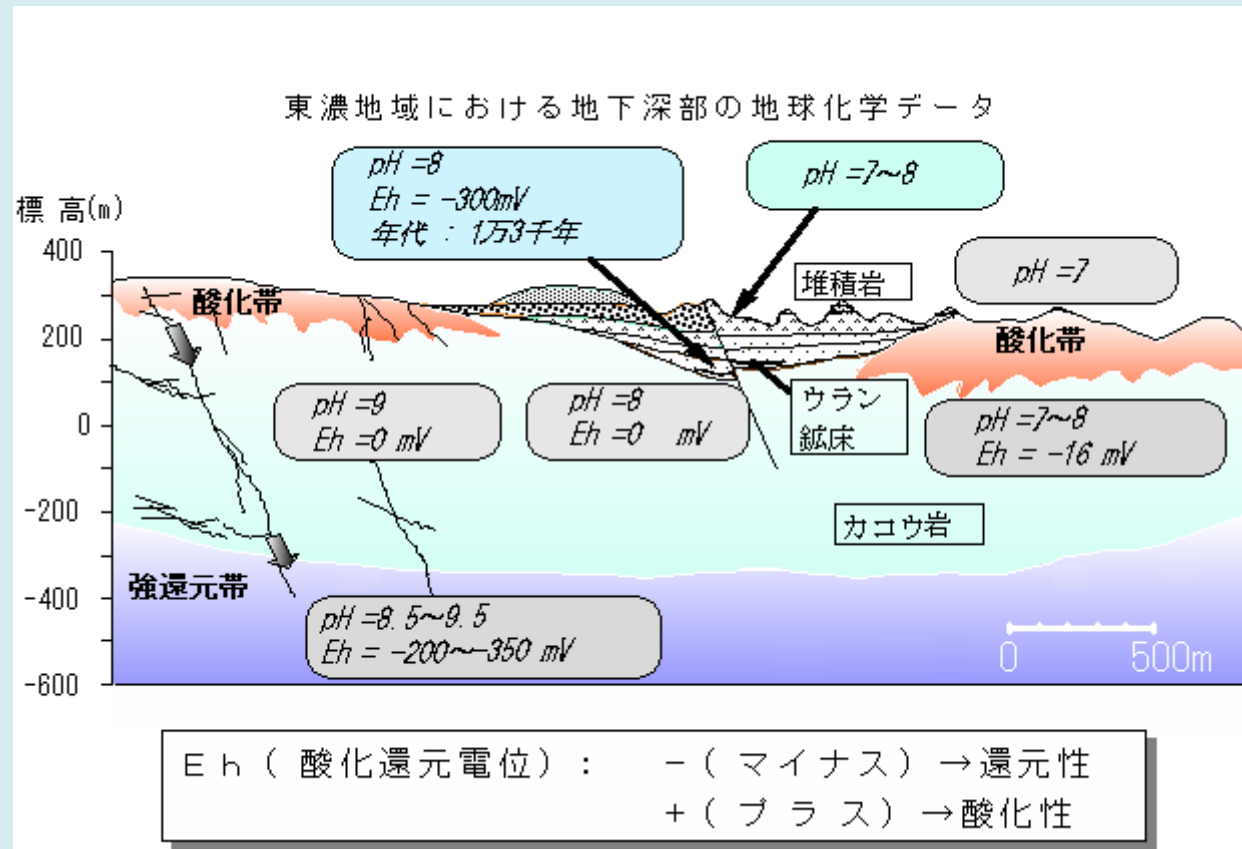 東濃地域における地下深部の地球化学データ
pH =8
Eh = -300mV
年代 : 1万3千年
pH =7~8
標 高(m)
400
200
0
-200
-400
-600
酸化帯
堆積岩
pH =7
酸化帯
pH =9
Eh =0 mV
pH =8
Eh =0 mV
ウラン
鉱床
pH =7~8
Eh = -16 mV
カコウ岩
強還元帯
pH =8.5~9.5
Eh = -200~-350 mV
0 500m
Eh ( 酸化還元電位) : -( マイナス) →還元性
+( プラス) →酸化性